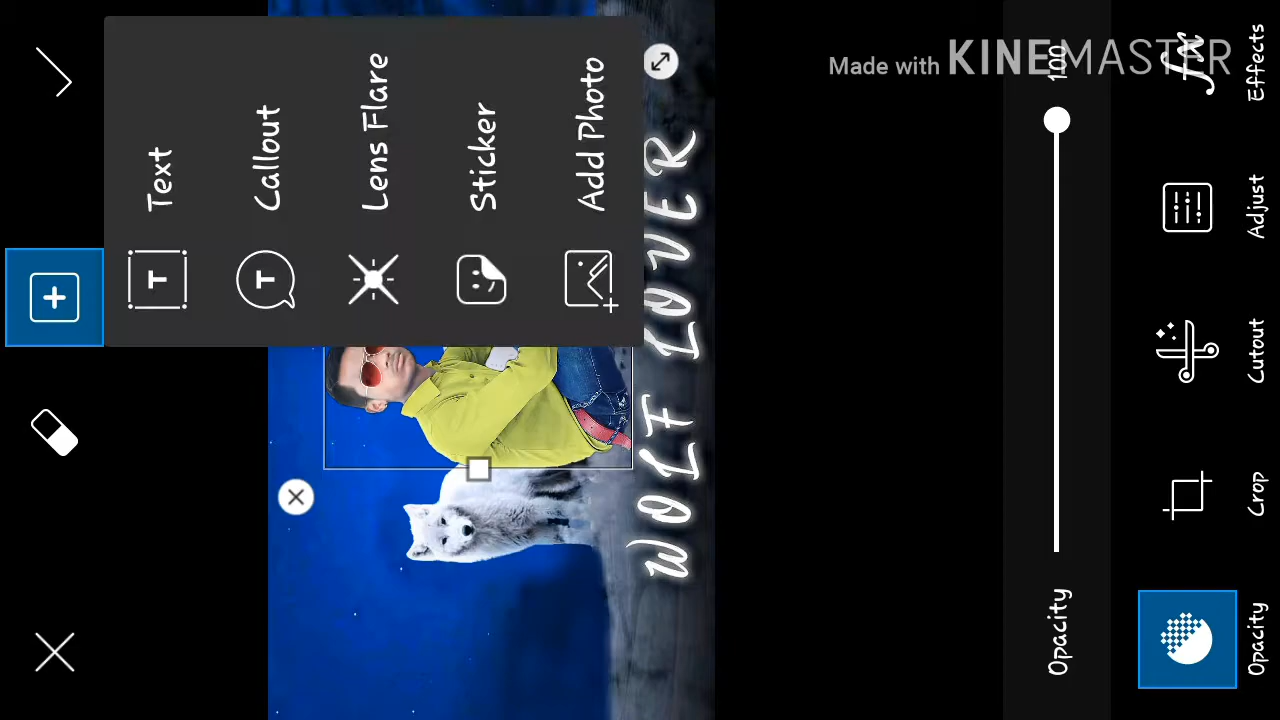 Made with KINEMASTER
Text
Callout
Lens Flare
Sticker
Add Photo
WOLF LOVER
100
Opacity
fx
Effects
Adjust
Cutout
Crop
Opacity